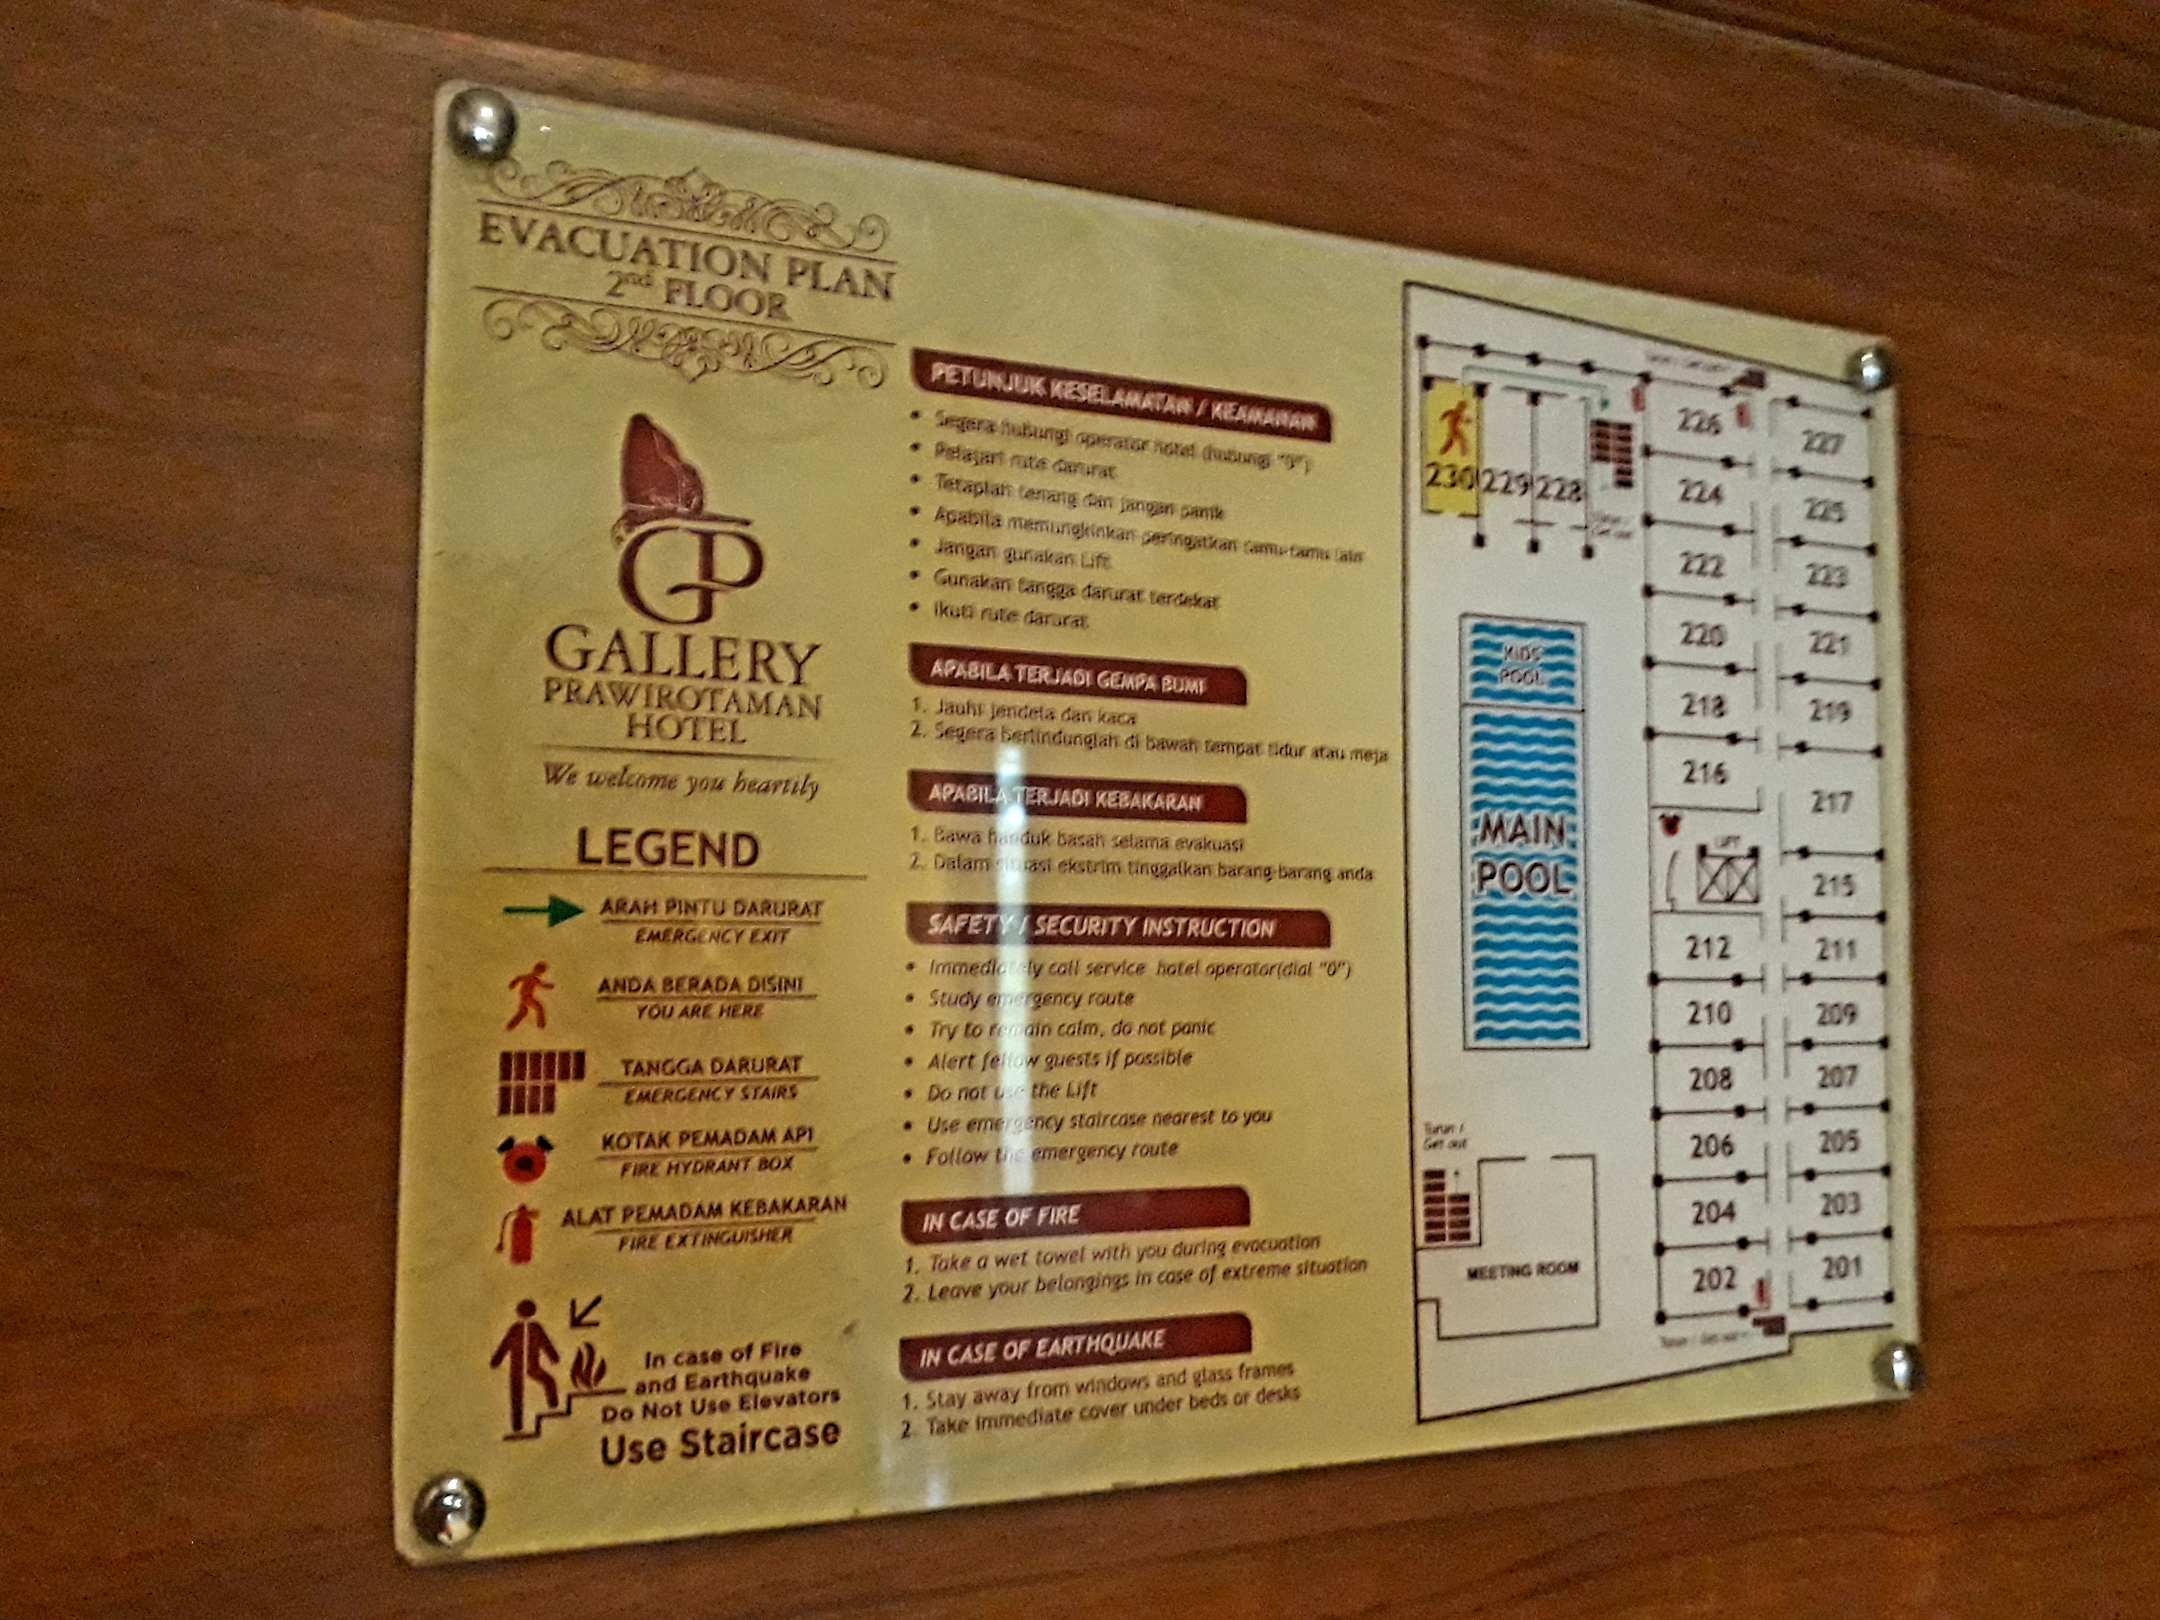 EVACUATION PLAN
2nd FLOOR
GP
GALLERY
PRAWIROTAMAN
HOTEL
We welcome you heartily
LEGEND
ARAH PINTU DARURAT
EMERGENCY EXIT
ANDA BERADA DISINI
YOU ARE HERE
TANGGA DARURAT
EMERGENCY STAIRS
KOTAK PEMADAM API
FIRE HYDRANT BOX
ALAT PEMADAM KEBAKARAN
FIRE EXTINGUISHER
In case of Fire
and Earthquake
Do Not Use Elevators
Use Staircase
PETUNJUK KESELAMATAN / KEAMANAN
• Segera hubungi operator hotel (hubungi "0")
• Pelajari rute darurat
• Tetaplah tenang dan jangan panik
• Apabila memungkinkan peringatkan tamu-tamu lain
• Jangan gunakan Lift
• Gunakan tangga darurat terdekat
• Ikuti rute darurat
APABILA TERJADI GEMPA BUMI
1. Jauhi jendela dan kaca
2. Segera berlindunglah di bawah tempat tidur atau meja
APABILA TERJADI KEBAKARAN
1. Bawa handuk basah selama evakuasi
2. Dalam situasi ekstrim tinggalkan barang-barang anda
SAFETY / SECURITY INSTRUCTION
• Immediately call service hotel operator(dial "0")
• Study emergency route
• Try to remain calm, do not panic
• Alert fellow guests if possible
• Do not use the Lift
• Use emergency staircase nearest to you
• Follow the emergency route
IN CASE OF FIRE
1. Take a wet towel with you during evacuation
2. Leave your belongings in case of extreme situation
IN CASE OF EARTHQUAKE
1. Stay away from windows and glass frames
2. Take immediate cover under beds or desks
226 227
230 229 228
224 225
Turun /
Get out
222 223
220 221
KIDS
POOL
218 219
216 217
MAIN
POOL
LIFT
215
212 211
210 209
208 207
Turun /
Get out
206 205
204 203
MEETING ROOM
202 201
Turun / Get out